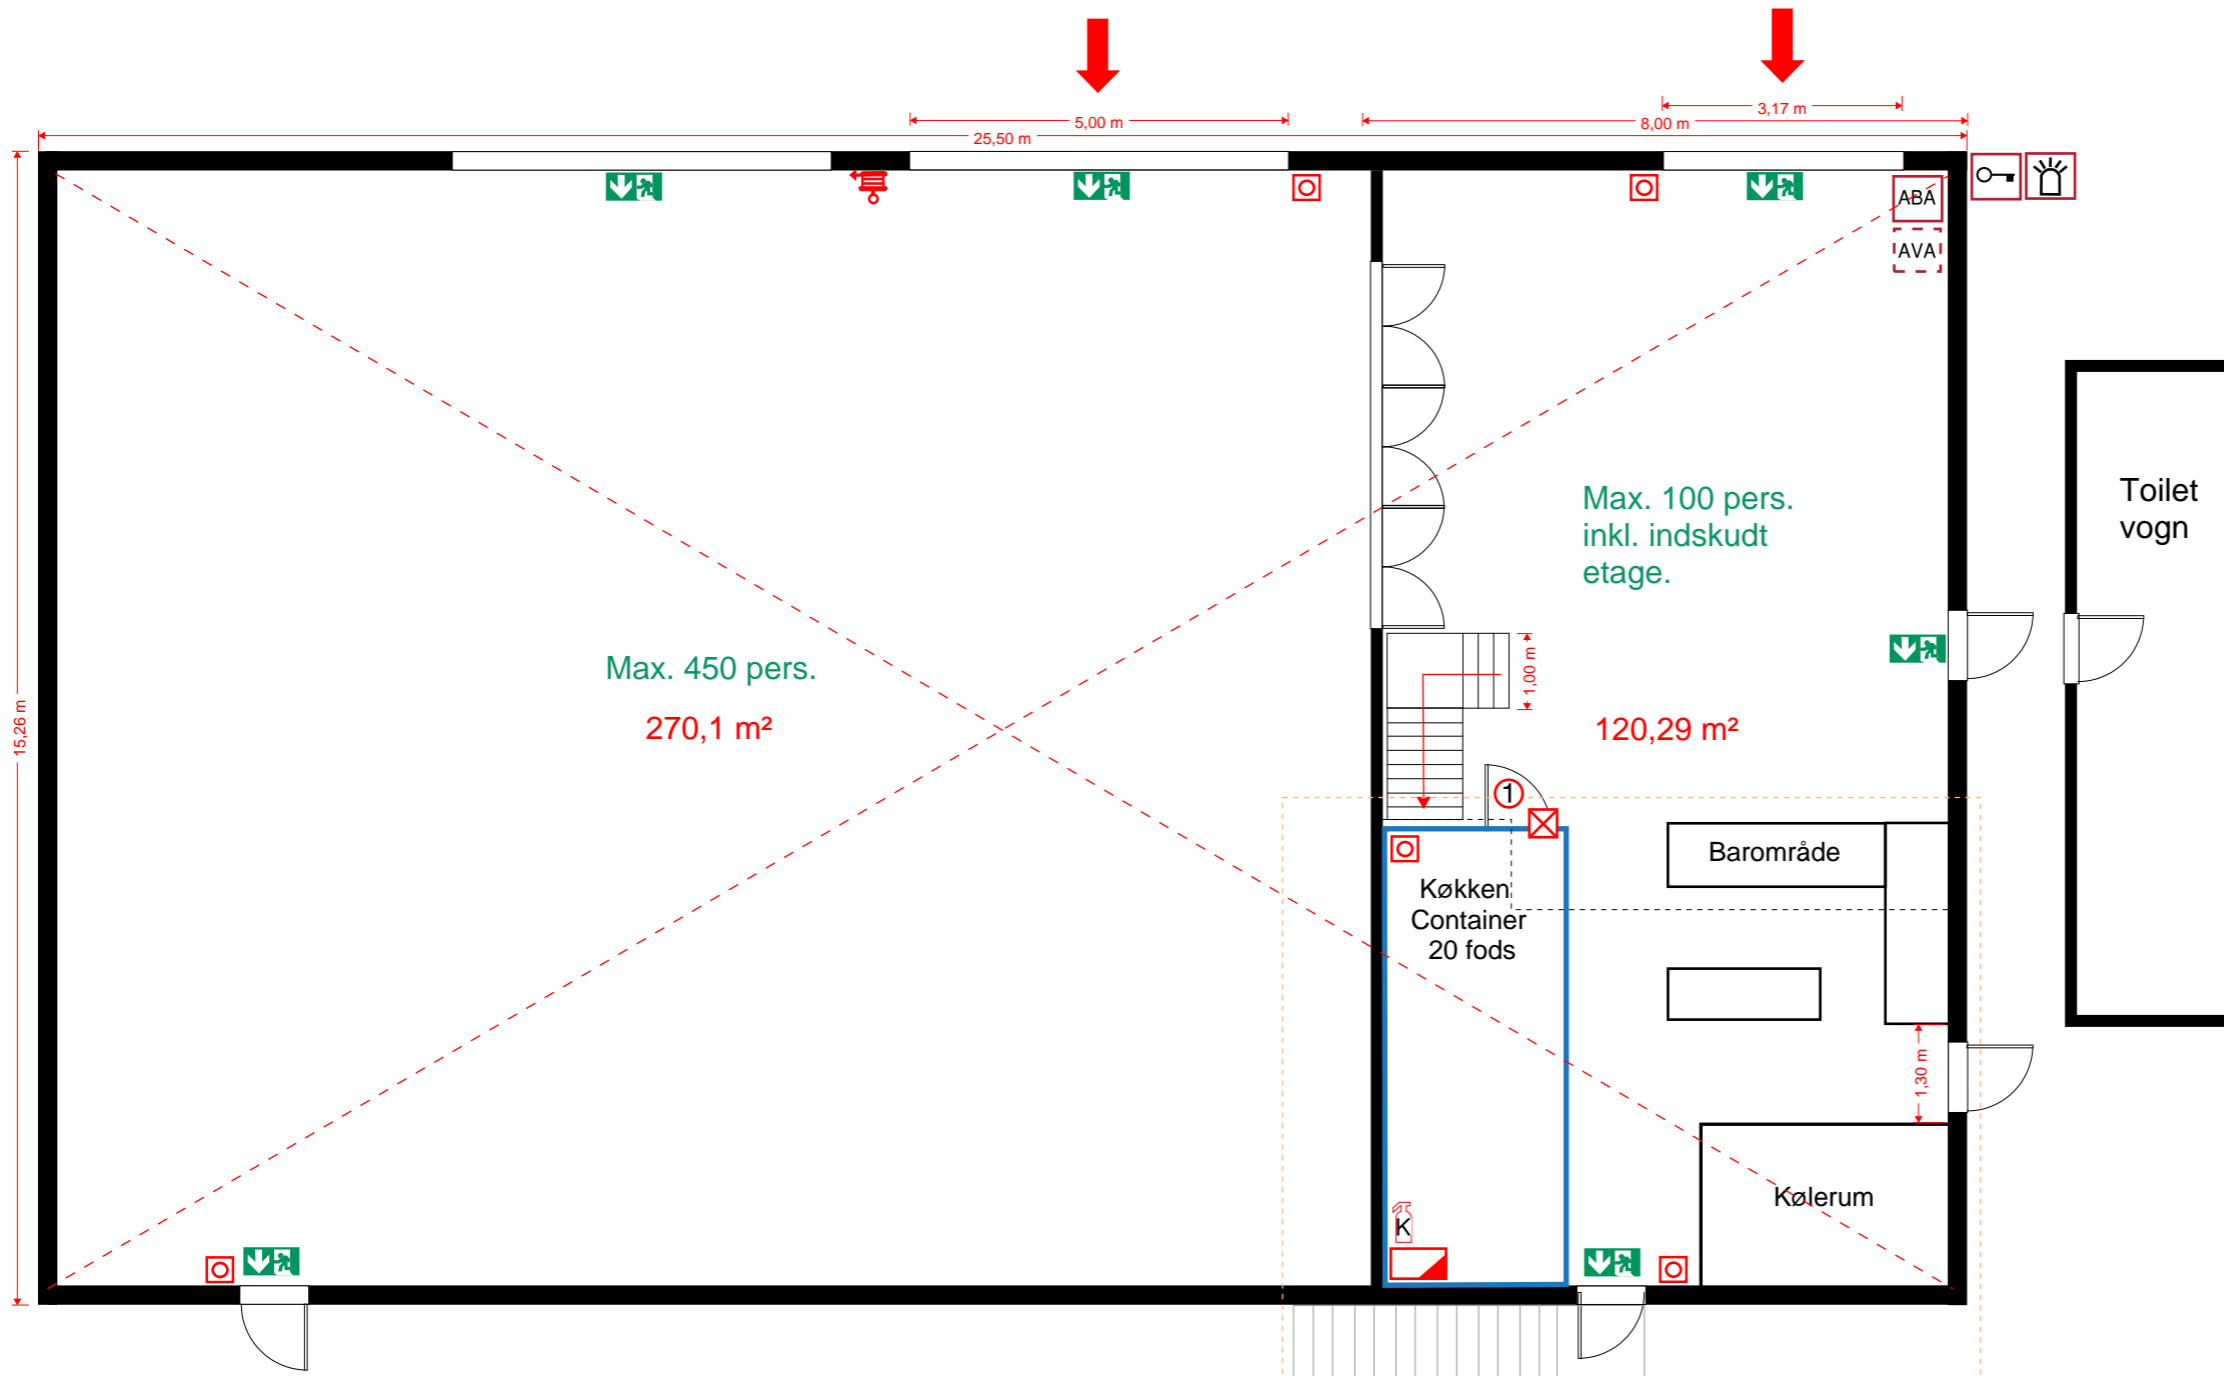 5,00 m
3,17 m
8,00 m
25,50 m
ABA
AVA
Max. 100 pers.
inkl. indskudt
etage.
Toilet
vogn
Max. 450 pers.
270,1 m²
1,00 m
120,29 m²
15,26 m
1
Barområde
Køkken
Container
20 fods
1,30 m
Kølerum
K